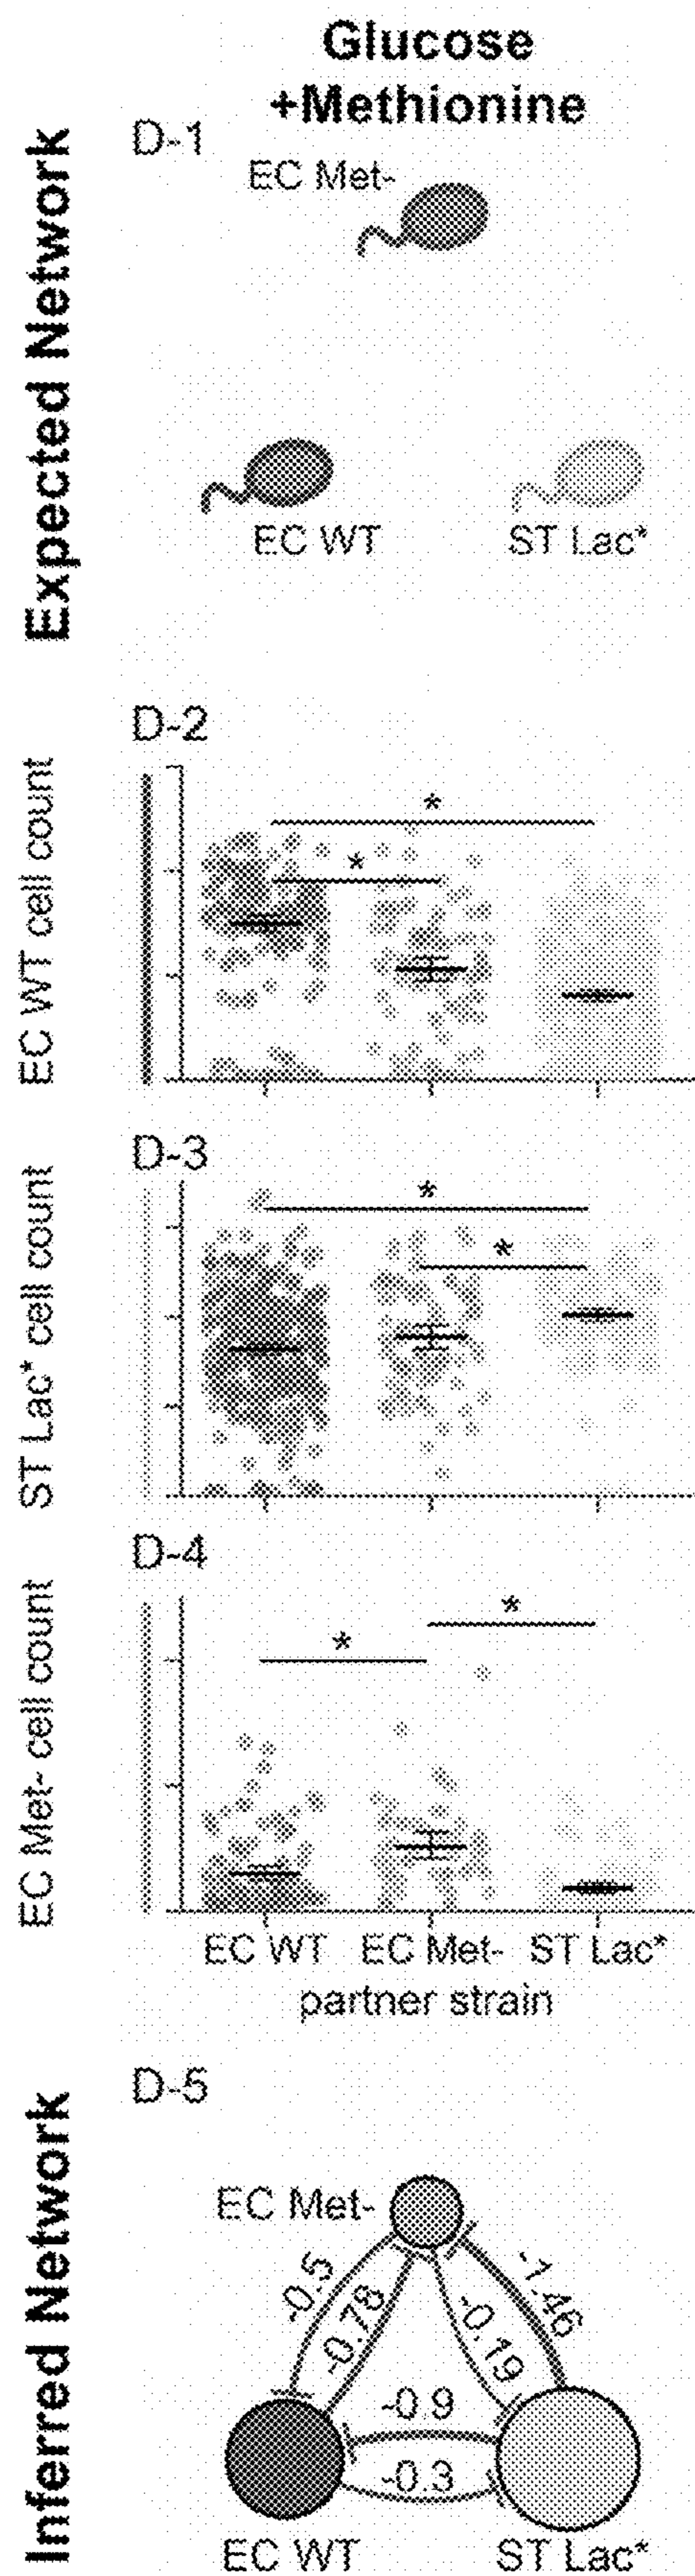 Glucose
+Methionine
Expected Network
D-1
EC Met-
EC WT
ST Lac*
D-2
EC WT cell count
*
*
D-3
ST Lac* cell count
*
*
D-4
EC Met- cell count
*
*
EC WT EC Met- ST Lac*
partner strain
D-5
Inferred Network
EC Met-
-0.5
-0.78
-0.19
-1.46
-0.9
-0.3
EC WT
ST Lac*